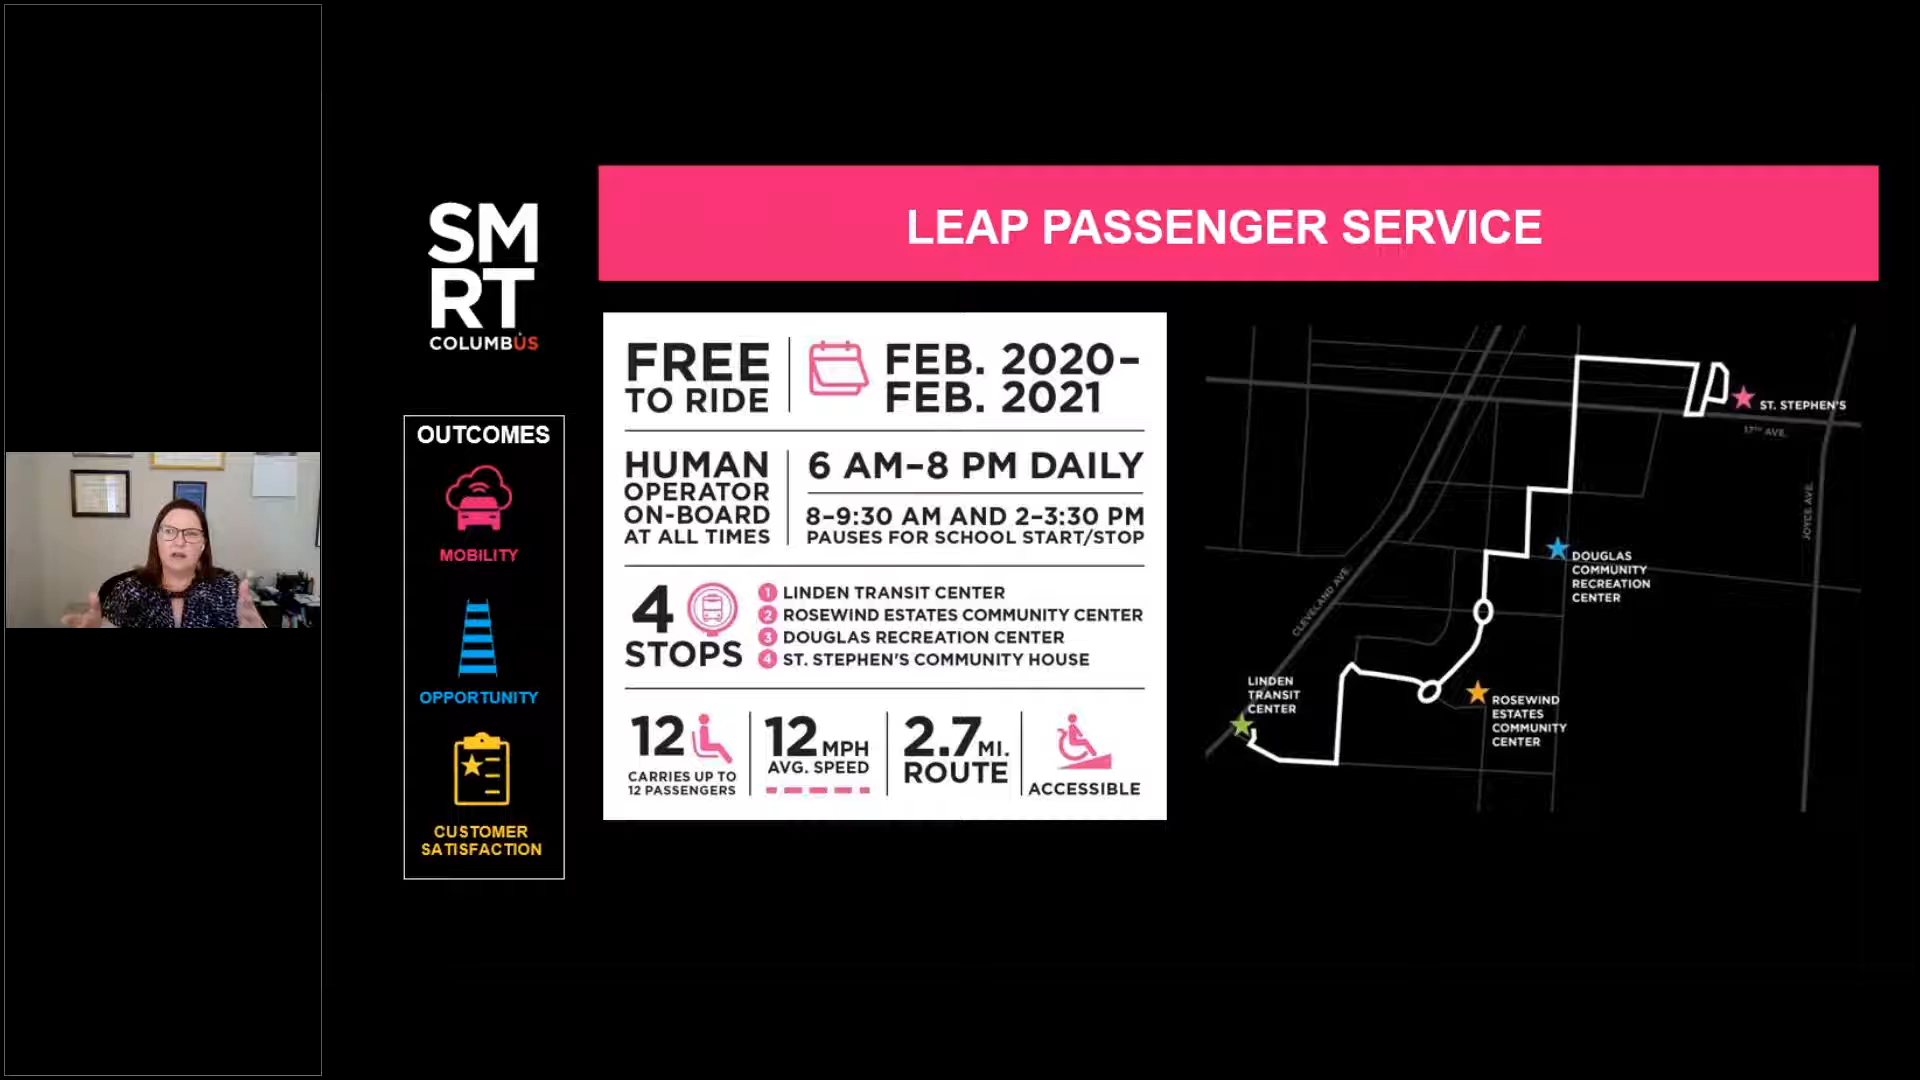 SM
RT
COLUMBUS
LEAP PASSENGER SERVICE
OUTCOMES
MOBILITY
OPPORTUNITY
CUSTOMER
SATISFACTION
FREE
TO RIDE
FEB. 2020–
FEB. 2021
HUMAN
OPERATOR
ON-BOARD
AT ALL TIMES
6 AM–8 PM DAILY
8–9:30 AM AND 2–3:30 PM
PAUSES FOR SCHOOL START/STOP
4
STOPS
1 LINDEN TRANSIT CENTER
2 ROSEWIND ESTATES COMMUNITY CENTER
3 DOUGLAS RECREATION CENTER
4 ST. STEPHEN'S COMMUNITY HOUSE
12
CARRIES UP TO
12 PASSENGERS
12 MPH
AVG. SPEED
2.7 MI.
ROUTE
ACCESSIBLE
ST. STEPHEN'S
17TH AVE.
JOYCE AVE.
DOUGLAS
COMMUNITY
RECREATION
CENTER
CLEVELAND AVE.
LINDEN
TRANSIT
CENTER
ROSEWIND
ESTATES
COMMUNITY
CENTER